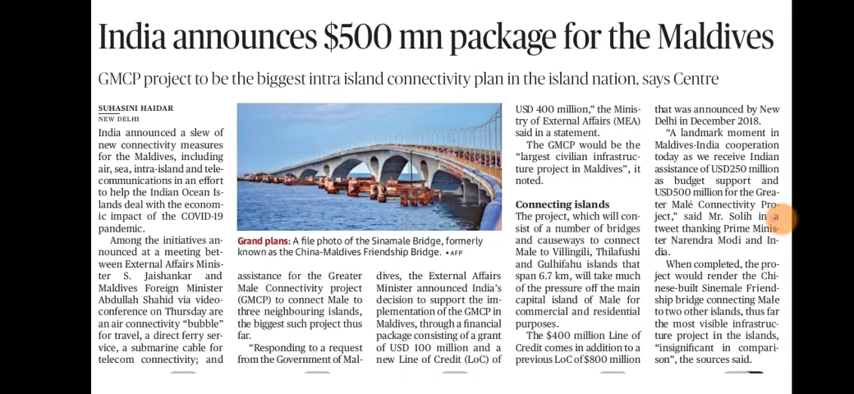 India announces $500 mn package for the Maldives
GMCP project to be the biggest intra island connectivity plan in the island nation, says Centre
SUHASINI HAIDAR
NEW DELHI
India announced a slew of
new connectivity measures
for the Maldives, including
air, sea, intra-island and tele-
communications in an effort
to help the Indian Ocean Is-
lands deal with the econom-
ic impact of the COVID-19
pandemic.
Among the initiatives an-
nounced at a meeting bet-
ween External Affairs Minis-
ter S. Jaishankar and
Maldives Foreign Minister
Abdullah Shahid via video-
conference on Thursday are
an air connectivity “bubble”
for travel, a direct ferry ser-
vice, a submarine cable for
telecom connectivity; and
Grand plans: A file photo of the Sinamale Bridge, formerly
known as the China-Maldives Friendship Bridge. • AFP
assistance for the Greater
Male Connectivity project
(GMCP) to connect Male to
three neighbouring islands,
the biggest such project thus
far.
“Responding to a request
from the Government of Mal-
dives, the External Affairs
Minister announced India’s
decision to support the im-
plementation of the GMCP in
Maldives, through a financial
package consisting of a grant
of USD 100 million and a
new Line of Credit (LoC) of
USD 400 million,” the Minis-
try of External Affairs (MEA)
said in a statement.
The GMCP would be the
“largest civilian infrastruc-
ture project in Maldives”, it
noted.
Connecting islands
The project, which will con-
sist of a number of bridges
and causeways to connect
Male to Villingili, Thilafushi
and Gulhifahu islands that
span 6.7 km, will take much
of the pressure off the main
capital island of Male for
commercial and residential
purposes.
The $400 million Line of
Credit comes in addition to a
previous LoC of $800 million
that was announced by New
Delhi in December 2018.
“A landmark moment in
Maldives-India cooperation
today as we receive Indian
assistance of USD250 million
as budget support and
USD500 million for the Grea-
ter Malé Connectivity Pro-
ject,” said Mr. Solih in a
tweet thanking Prime Minis-
ter Narendra Modi and In-
dia.
When completed, the pro-
ject would render the Chi-
nese-built Sinemale Friend-
ship bridge connecting Male
to two other islands, thus far
the most visible infrastruc-
ture project in the islands,
“insignificant in compari-
son”, the sources said.